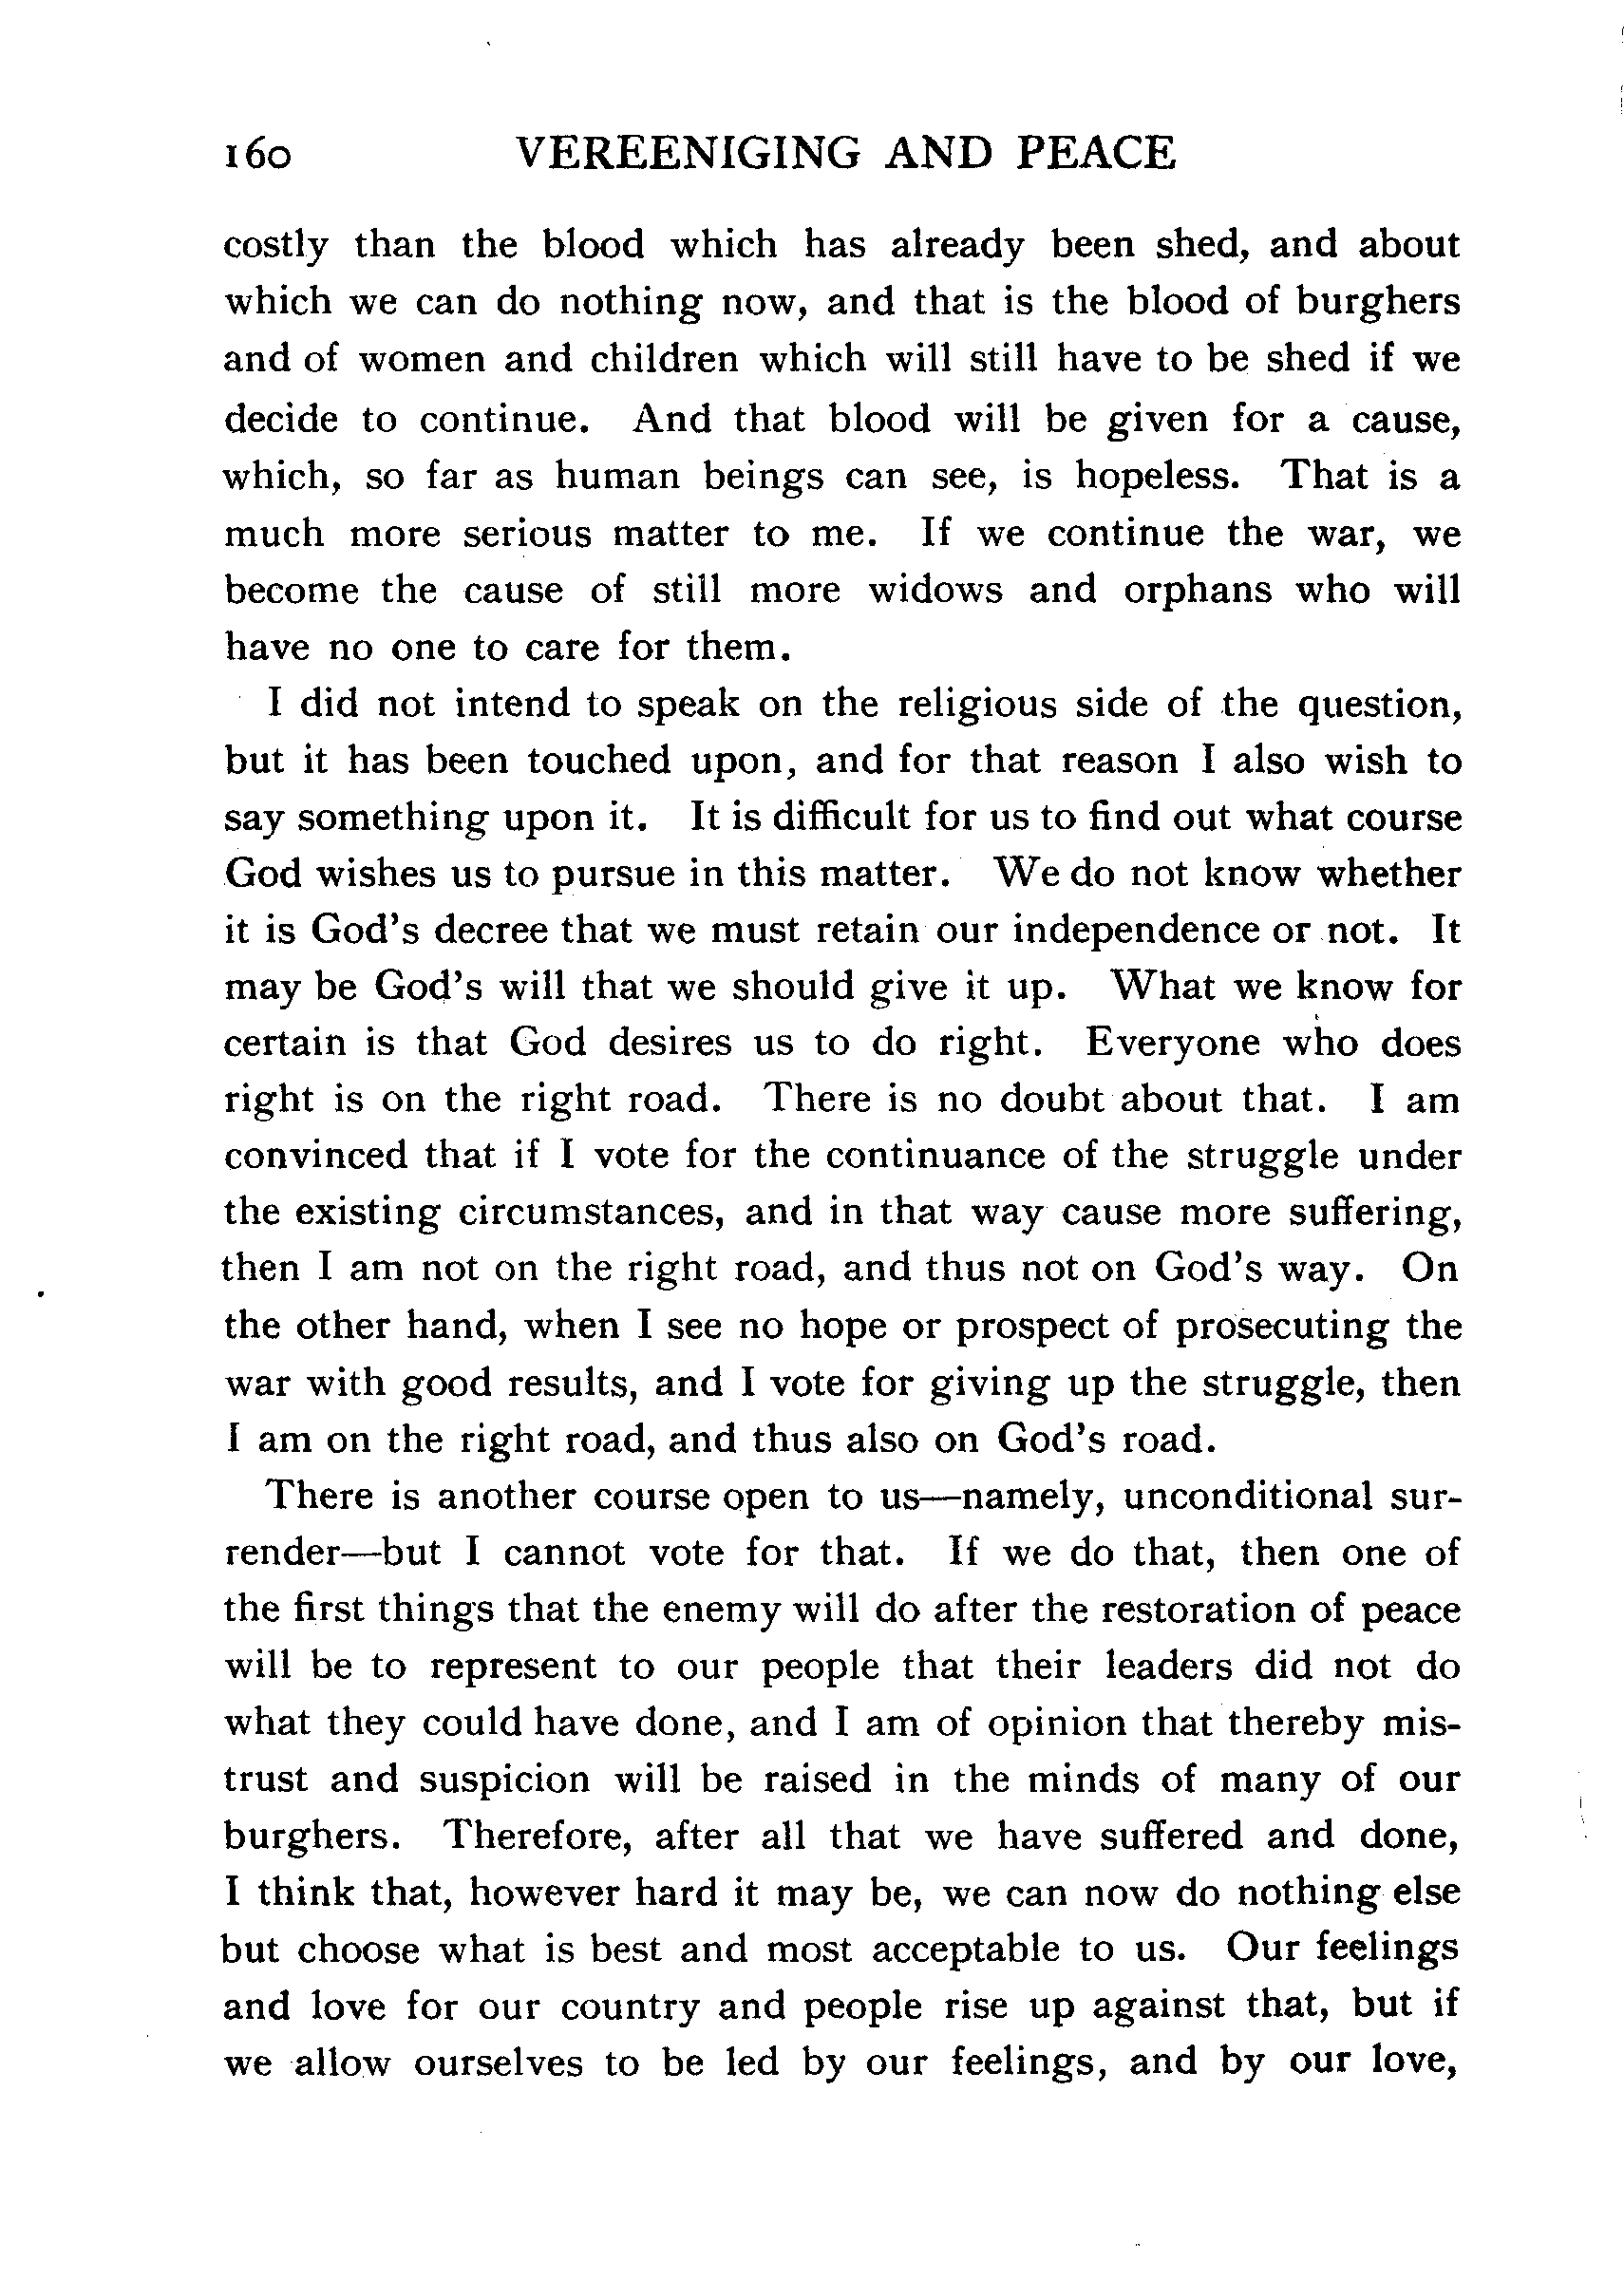 160 VEREENIGING AND PEACE
costly than the blood which has already been shed, and about
which we can do nothing now, and that is the blood of burghers
and of women and children which will still have to be shed if we
decide to continue. And that blood will be given for a cause,
which, so far as human beings can see, is hopeless. That is a
much more serious matter to me. If we continue the war, we
become the cause of still more widows and orphans who will
have no one to care for them.
I did not intend to speak on the religious side of the question,
but it has been touched upon, and for that reason I also wish to
say something upon it. It is difficult for us to find out what course
God wishes us to pursue in this matter. We do not know whether
it is God's decree that we must retain our independence or not. It
may be God's will that we should give it up. What we know for
certain is that God desires us to do right. Everyone who does
right is on the right road. There is no doubt about that. I am
convinced that if I vote for the continuance of the struggle under
the existing circumstances, and in that way cause more suffering,
then I am not on the right road, and thus not on God's way. On
the other hand, when I see no hope or prospect of prosecuting the
war with good results, and I vote for giving up the struggle, then
I am on the right road, and thus also on God's road.
There is another course open to us—namely, unconditional sur-
render—but I cannot vote for that. If we do that, then one of
the first things that the enemy will do after the restoration of peace
will be to represent to our people that their leaders did not do
what they could have done, and I am of opinion that thereby mis-
trust and suspicion will be raised in the minds of many of our
burghers. Therefore, after all that we have suffered and done,
I think that, however hard it may be, we can now do nothing else
but choose what is best and most acceptable to us. Our feelings
and love for our country and people rise up against that, but if
we allow ourselves to be led by our feelings, and by our love,